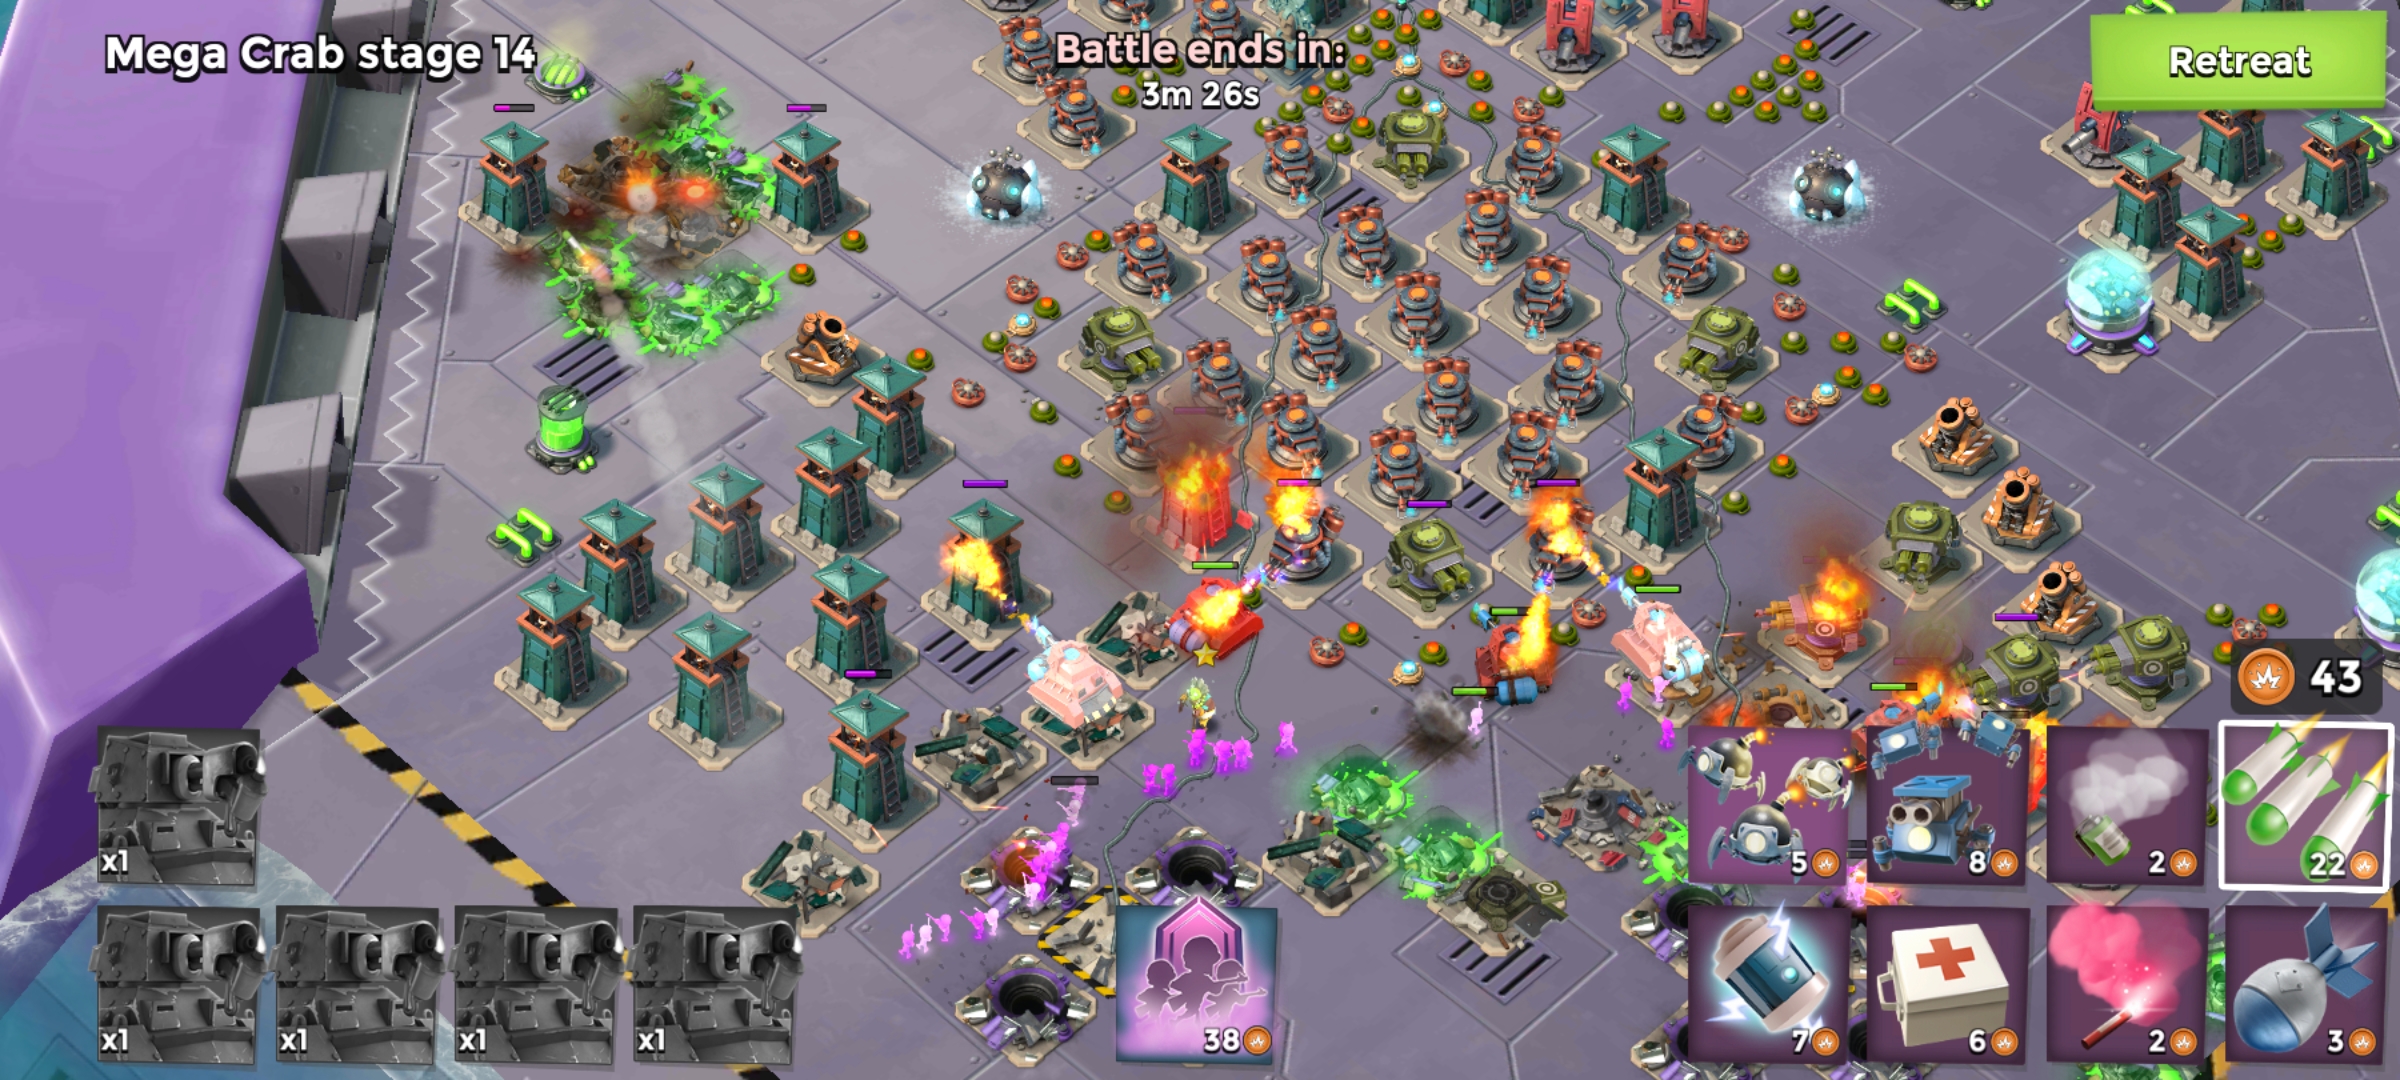 Mega Crab stage 14
Battle ends in:
3m 26s
Retreat
43
x1
5
8
2
22
x1
x1
x1
x1
38
7
6
2
3